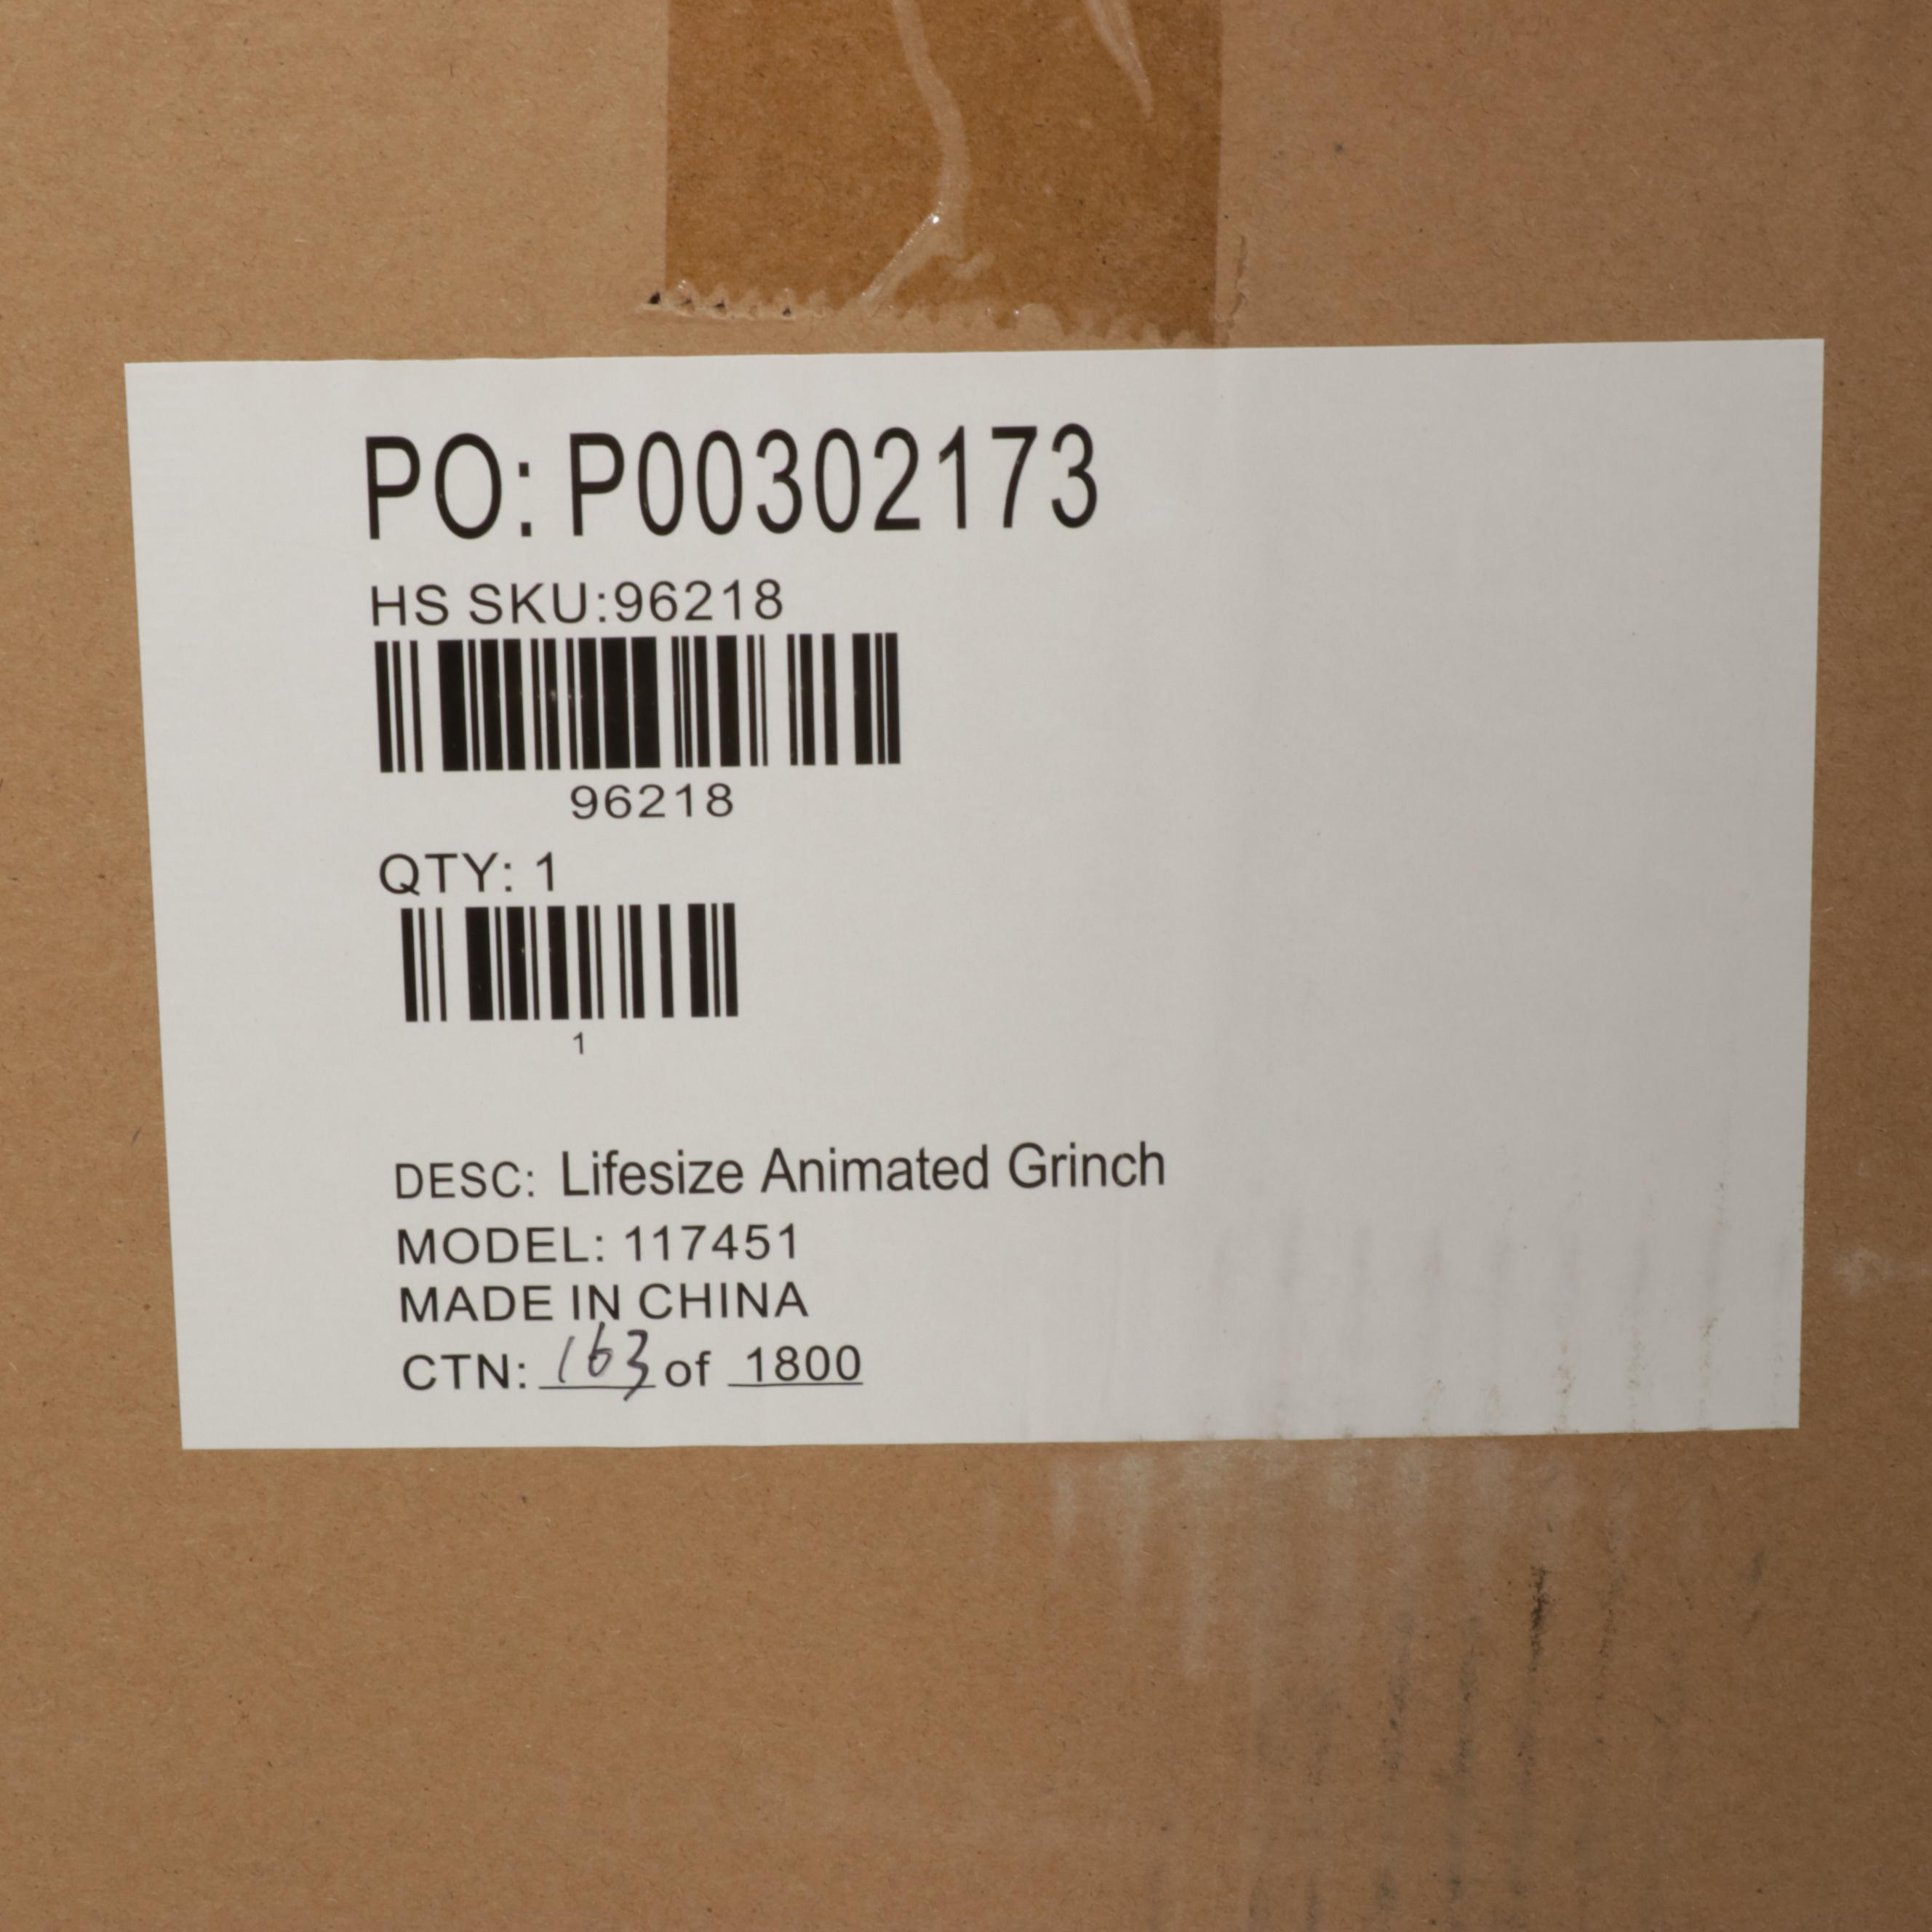 PO: P00302173
HS SKU:96218
96218
QTY: 1
1
DESC: Lifesize Animated Grinch
MODEL: 117451
MADE IN CHINA
CTN: 163 of 1800